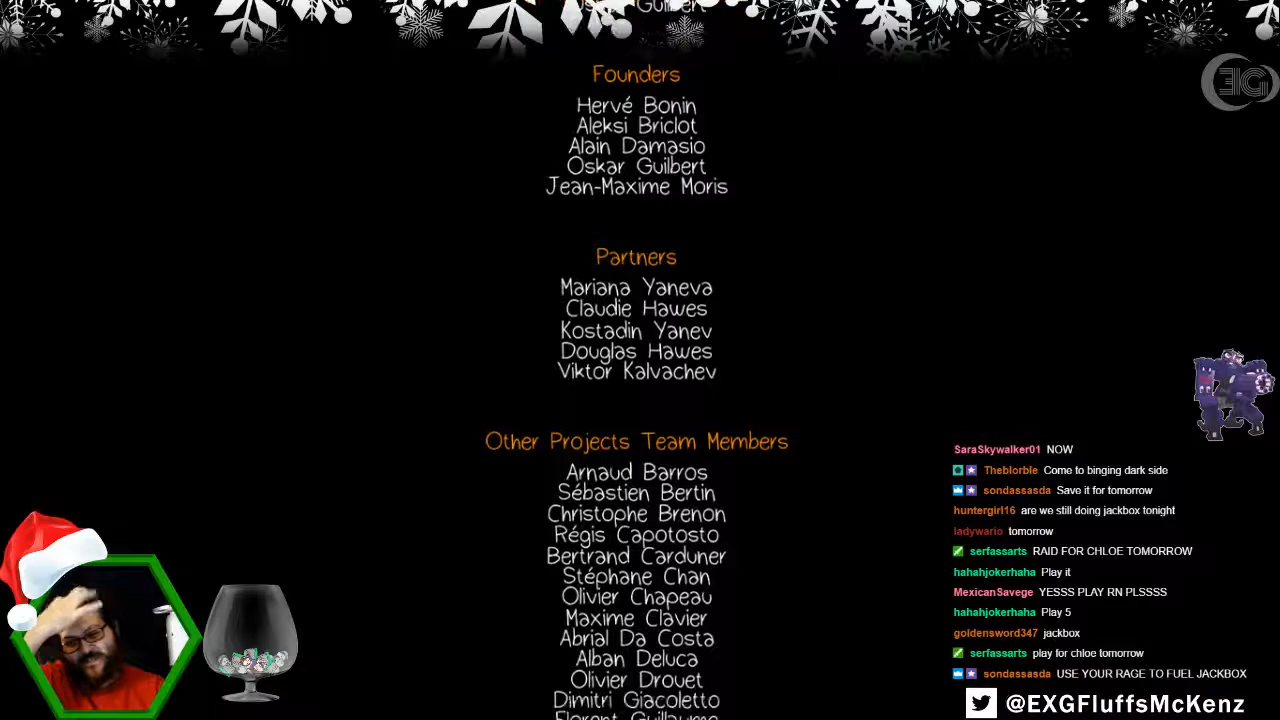 Oskar Guilbert
Founders
Hervé Bonin
Aleksi Briclot
Alain Damasio
Oskar Guilbert
Jean-Maxime Moris
Partners
Mariana Yaneva
Claudie Hawes
Kostadin Yanev
Douglas Hawes
Viktor Kalvachev
Other Projects Team Members
Arnaud Barros
Sébastien Bertin
Christophe Brenon
Régis Capotosto
Bertrand Carduner
Stéphane Chan
Olivier Chapeau
Maxime Clavier
Abrial Da Costa
Alban Deluca
Olivier Drouet
Dimitri Giacoletto
Florent Guillaume
SaraSkywalker01 NOW
Theblorble Come to binging dark side
sondassasda Save it for tomorrow
huntergirl16 are we still doing jackbox tonight
ladywario tomorrow
serfassarts RAID FOR CHLOE TOMORROW
hahahjokerhaha Play it
MexicanSavege YESSS PLAY RN PLSSSS
hahahjokerhaha Play 5
goldensword347 jackbox
serfassarts play for chloe tomorrow
sondassasda USE YOUR RAGE TO FUEL JACKBOX
@EXGFluffsMcKenz